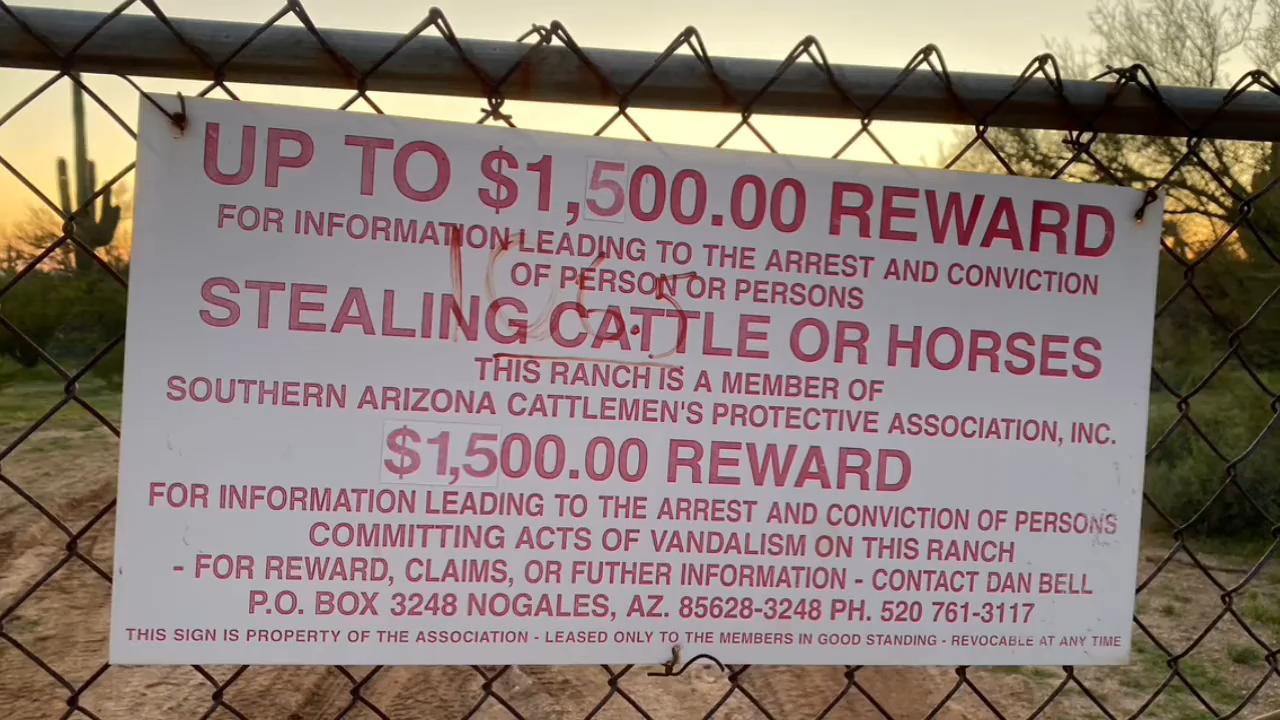 UP TO $1,500.00 REWARD
FOR INFORMATION LEADING TO THE ARREST AND CONVICTION
OF PERSON OR PERSONS
STEALING CATTLE OR HORSES
THIS RANCH IS A MEMBER OF
SOUTHERN ARIZONA CATTLEMEN'S PROTECTIVE ASSOCIATION, INC.
$1,500.00 REWARD
FOR INFORMATION LEADING TO THE ARREST AND CONVICTION OF PERSONS
COMMITTING ACTS OF VANDALISM ON THIS RANCH
- FOR REWARD, CLAIMS, OR FUTHER INFORMATION - CONTACT DAN BELL
P.O. BOX 3248 NOGALES, AZ. 85628-3248 PH. 520 761-3117
THIS SIGN IS PROPERTY OF THE ASSOCIATION - LEASED ONLY TO THE MEMBERS IN GOOD STANDING - REVOCABLE AT ANY TIME